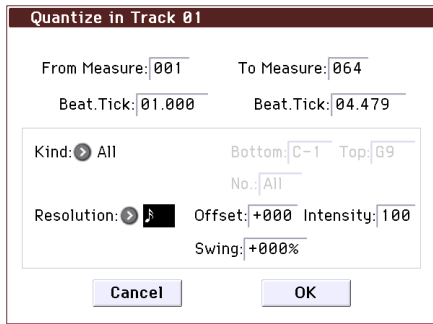 Quantize in Track 01
From Measure: 001 To Measure: 064
Beat.Tick: 01.000 Beat.Tick: 04.479
Kind: All Bottom: C-1 Top: G9
No.: All
Resolution: Offset: +000 Intensity: 100
Swing: +000%
Cancel OK